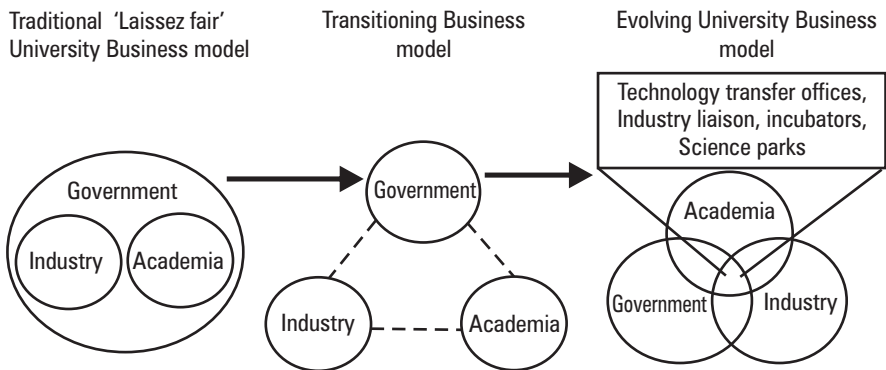 Traditional ‘Laissez fair’
University Business model
Government
Industry Academia
Transitioning Business
model
Government
Industry
Academia
Evolving University Business
model
Technology transfer offices,
Industry liaison, incubators,
Science parks
Academia
Government
Industry